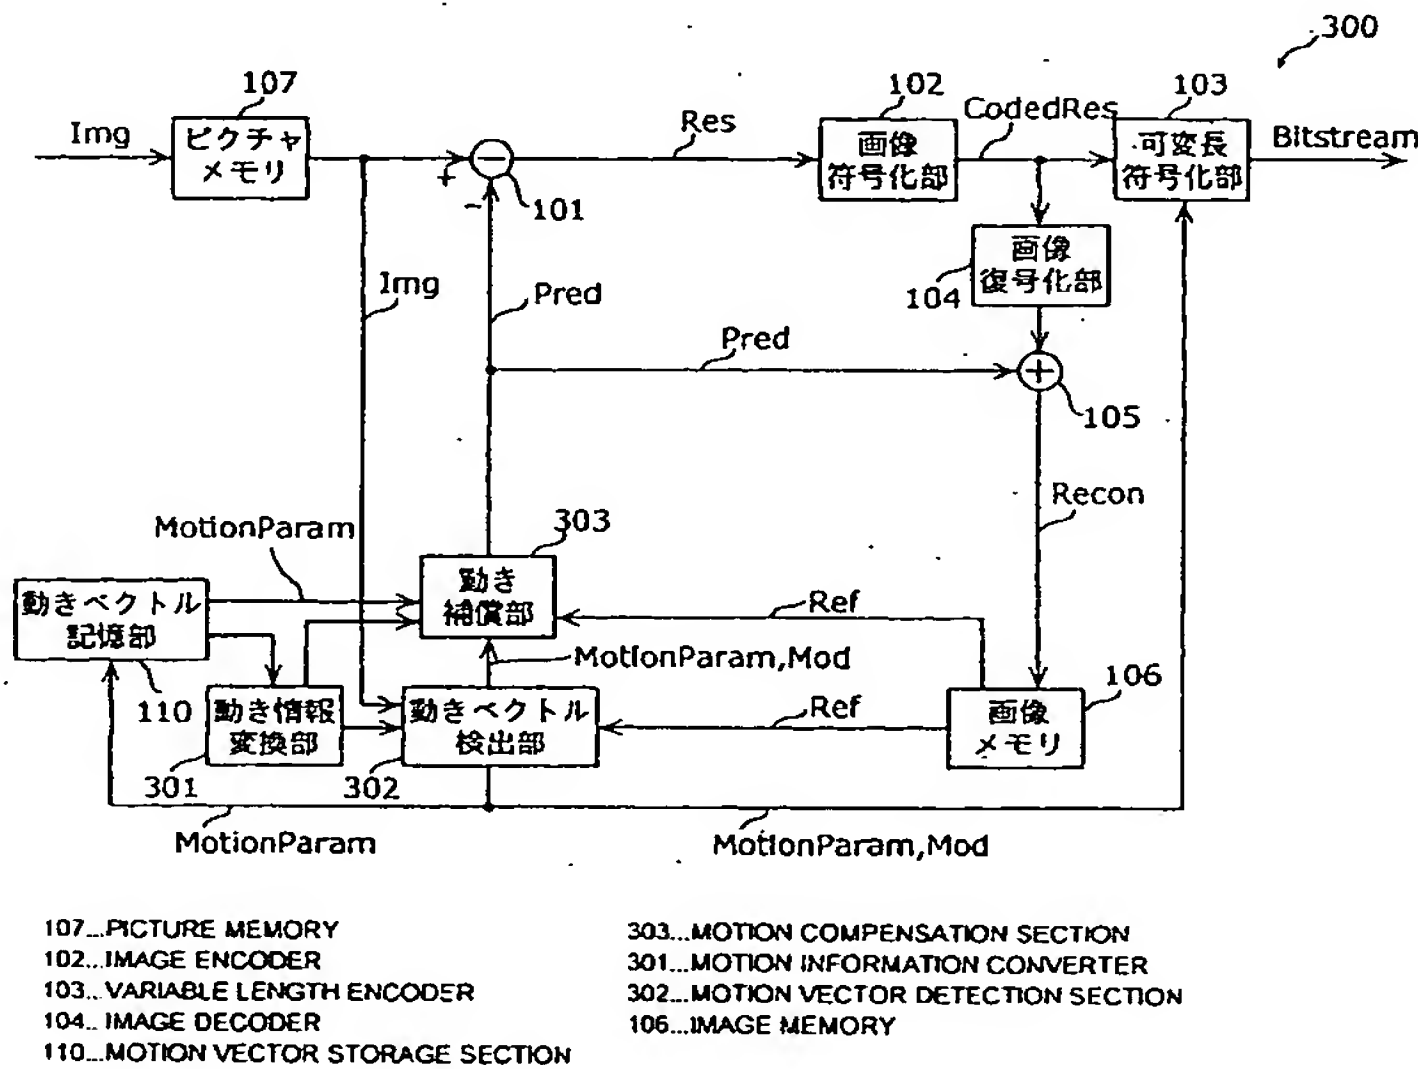 300
107
102
103
Img
ピクチャ
メモリ
Res
画像
符号化部
CodedRes
可変長
符号化部
Bitstream
+
−
−
101
画像
復号化部
104
Img
Pred
Pred
+
105
Recon
MotionParam
303
動き
補償部
動きベクトル
記憶部
Ref
MotionParam,Mod
110
動き情報
変換部
動きベクトル
検出部
Ref
106
画像
メモリ
301
302
MotionParam
MotionParam,Mod
107...PICTURE MEMORY
102...IMAGE ENCODER
103...VARIABLE LENGTH ENCODER
104...IMAGE DECODER
110...MOTION VECTOR STORAGE SECTION
303...MOTION COMPENSATION SECTION
301...MOTION INFORMATION CONVERTER
302...MOTION VECTOR DETECTION SECTION
106...IMAGE MEMORY